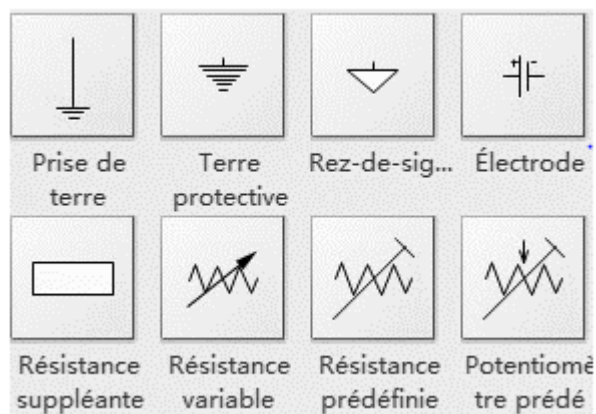 Prise de
terre
Terre
protective
Rez-de-sig...
Électrode
Résistance
suppléante
Résistance
variable
Résistance
prédéfinie
Potentiomè
tre prédé